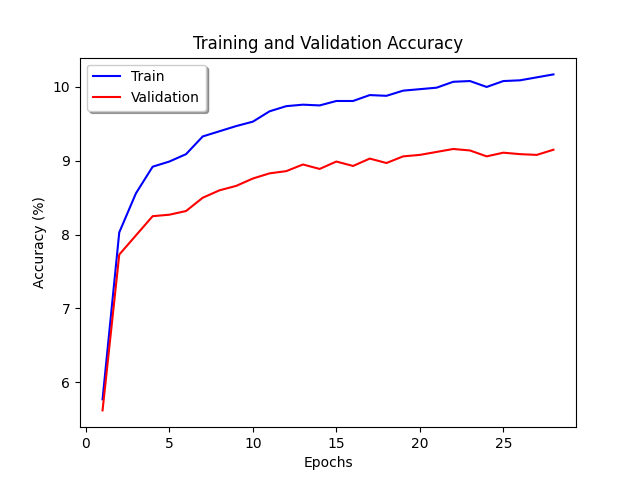 Training and Validation Accuracy
Train
Validation
10
9
8
7
6
Accuracy (%)
0 5 10 15 20 25
Epochs